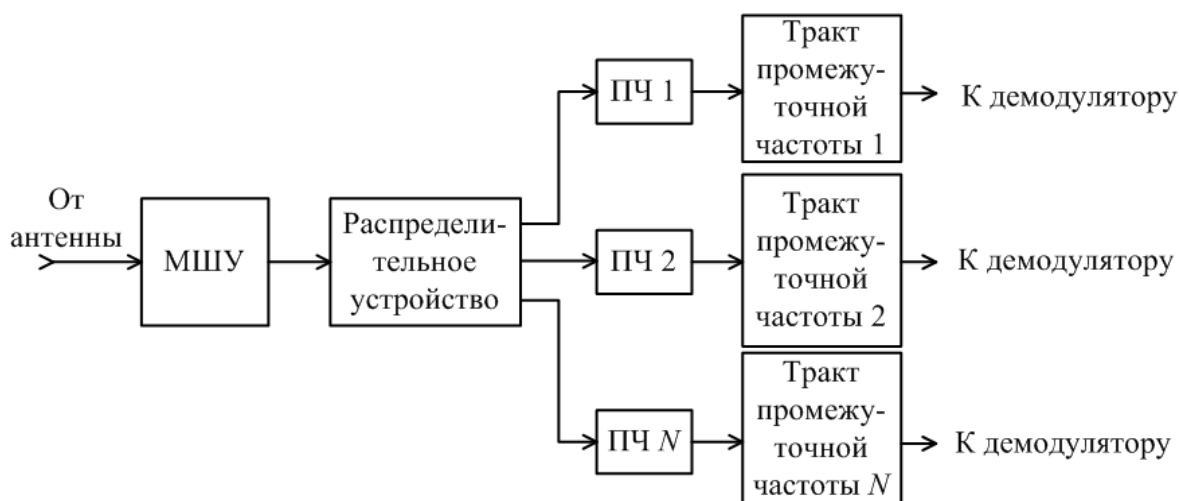 Тракт
промежу-
точной
частоты 1
ПЧ 1
К демодулятору
От
антенны
МШУ
Распредели-
тельное
устройство
ПЧ 2
Тракт
промежу-
точной
частоты 2
К демодулятору
ПЧ N
Тракт
промежу-
точной
частоты N
К демодулятору